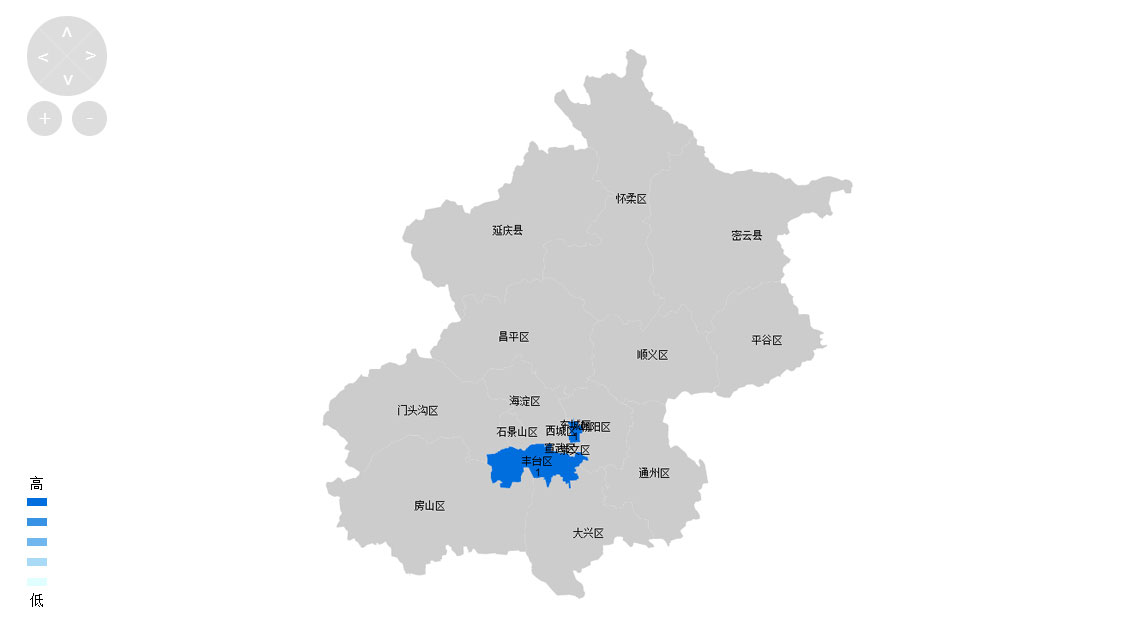 怀柔区
延庆县
密云县
昌平区
平谷区
顺义区
海淀区
门头沟区
东城区
朝阳区
石景山区
西城区
1
宣武区
崇文区
丰台区
1
通州区
房山区
大兴区
高
低